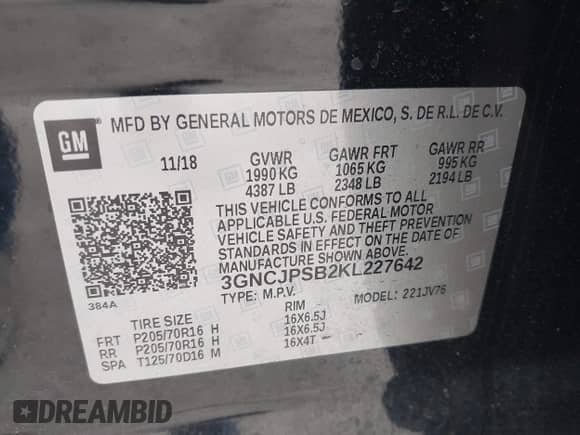 GM
MFD BY GENERAL MOTORS DE MEXICO, S. DE R.L. DE C.V.
11/18 GVWR GAWR FRT GAWR RR
1990 KG 1065 KG 995 KG
4387 LB 2348 LB 2194 LB
THIS VEHICLE CONFORMS TO ALL
APPLICABLE U.S. FEDERAL MOTOR
VEHICLE SAFETY AND THEFT PREVENTION
STANDARDS IN EFFECT ON THE DATE OF
MANUFACTURE SHOWN ABOVE.
3GNCJPSB2KL227642
384A
TYPE: M.P.V. MODEL: 221JV76
TIRE SIZE RIM
FRT P205/70R16 H 16X6.5J
RR P205/70R16 H 16X6.5J
SPA T125/70D16 M 16X4T
DREAMBID